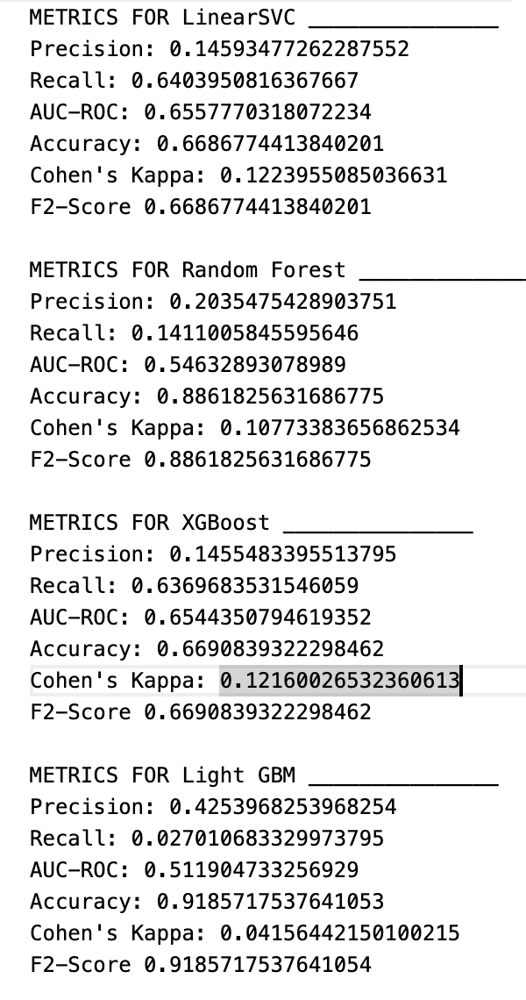 METRICS FOR LinearSVC _______________
Precision: 0.14593477262287552
Recall: 0.6403950816367667
AUC-ROC: 0.6557770318072234
Accuracy: 0.6686774413840201
Cohen's Kappa: 0.1223955085036631
F2-Score 0.6686774413840201
METRICS FOR Random Forest _______________
Precision: 0.2035475428903751
Recall: 0.1411005845595646
AUC-ROC: 0.54632893078989
Accuracy: 0.8861825631686775
Cohen's Kappa: 0.10773383656862534
F2-Score 0.8861825631686775
METRICS FOR XGBoost _______________
Precision: 0.1455483395513795
Recall: 0.6369683531546059
AUC-ROC: 0.6544350794619352
Accuracy: 0.6690839322298462
Cohen's Kappa: 0.12160026532360613
F2-Score 0.6690839322298462
METRICS FOR Light GBM _______________
Precision: 0.4253968253968254
Recall: 0.027010683329973795
AUC-ROC: 0.511904733256929
Accuracy: 0.9185717537641053
Cohen's Kappa: 0.04156442150100215
F2-Score 0.9185717537641054